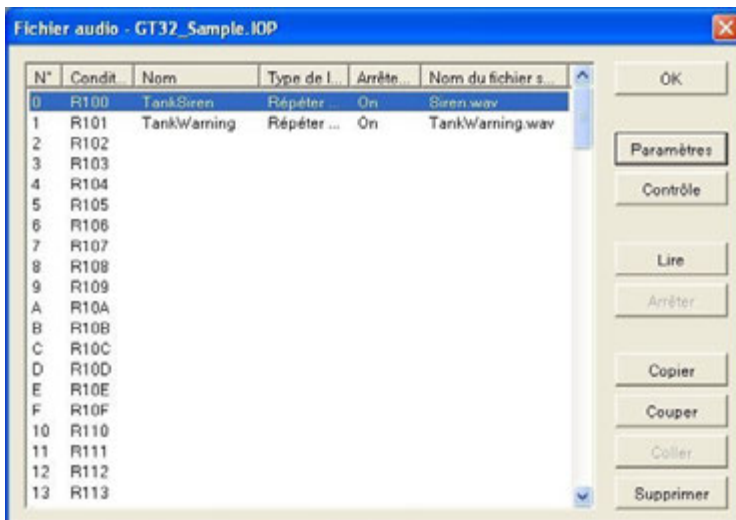 Fichier audio - GT32_Sample.IOP
N° Condit... Nom Type de l... Arrête... Nom du fichier s...
0 R100 TankSiren Répéter ... On Siren.wav
1 R101 TankWarning Répéter ... On TankWarning.wav
2 R102
3 R103
4 R104
5 R105
6 R106
7 R107
8 R108
9 R109
A R10A
B R10B
C R10C
D R10D
E R10E
F R10F
10 R110
11 R111
12 R112
13 R113
OK
Paramètres
Contrôle
Lire
Arrêter
Copier
Couper
Coller
Supprimer